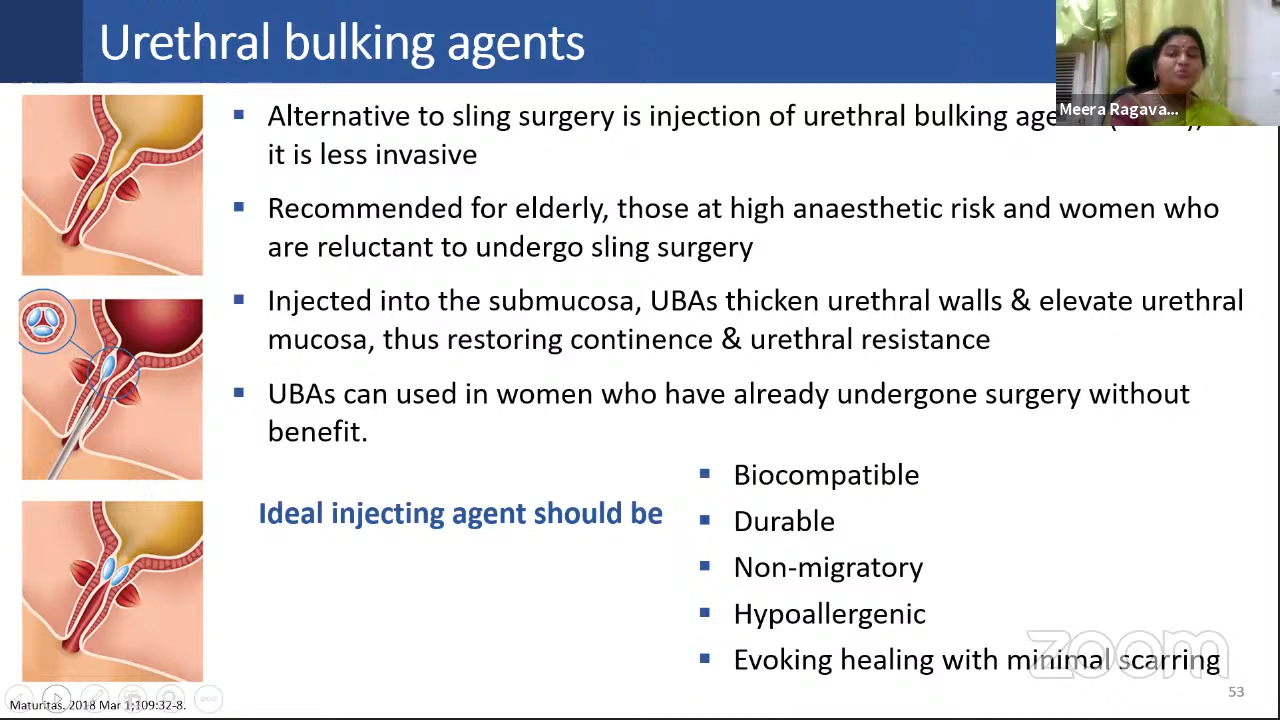 Urethral bulking agents
Meera Ragava...
Alternative to sling surgery is injection of urethral bulking
it is less invasive
Recommended for elderly, those at high anaesthetic risk and women who
are reluctant to undergo sling surgery
Injected into the submucosa, UBAs thicken urethral walls & elevate urethral
mucosa, thus restoring continence & urethral resistance
UBAs can used in women who have already undergone surgery without
benefit.
Ideal injecting agent should be
Biocompatible
Durable
Non-migratory
Hypoallergenic
Evoking healing with minimal scarring
zoom
53
Maturitas. 2018 Mar 1;109:32-8.